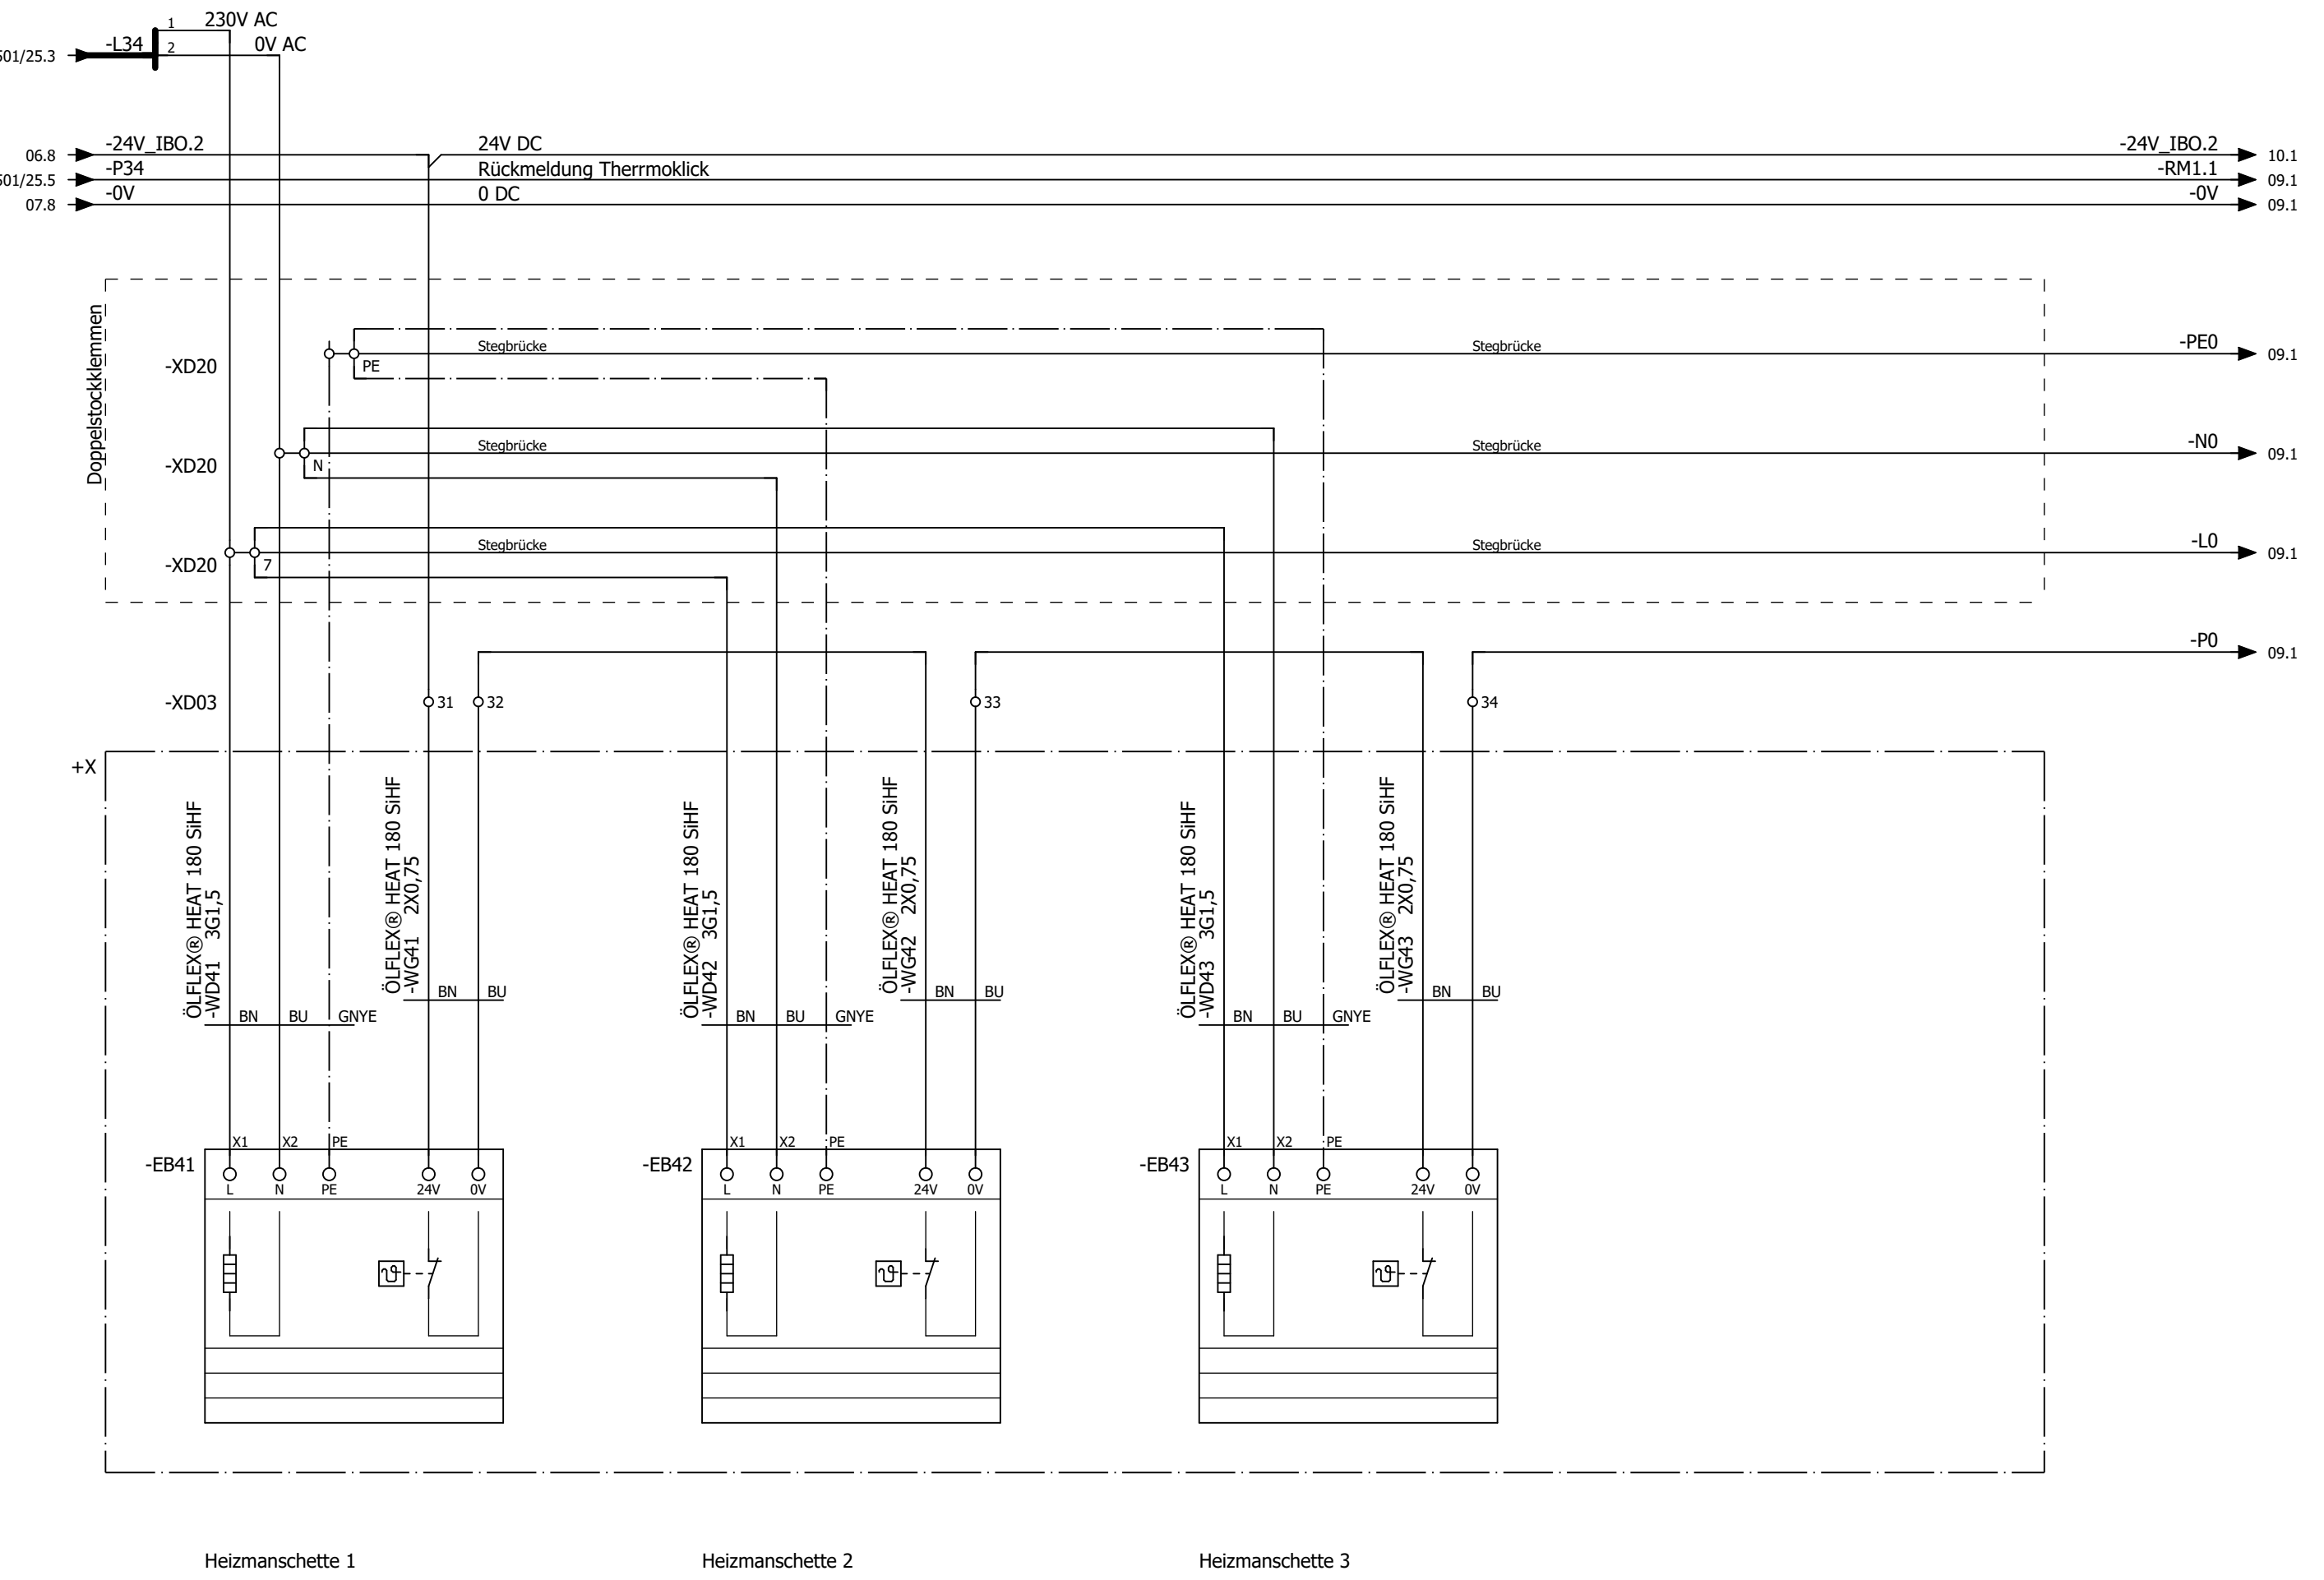 1 230V AC
-L34 2 0V AC
501/25.3
06.8 -24V_IBO.2 24V DC -24V_IBO.2 10.1
501/25.5 -P34 Rückmeldung Therrmoklick -RM1.1 09.1
07.8 -0V 0 DC -0V 09.1
Doppelstockklemmen
-XD20 PE Stegbrücke Stegbrücke -PE0 09.1
-XD20 N Stegbrücke Stegbrücke -N0 09.1
-XD20 7 Stegbrücke Stegbrücke -L0 09.1
-P0 09.1
-XD03 31 32 33 34
+X
ÖLFLEX® HEAT 180 SiHF
-WD41 3G1,5
ÖLFLEX® HEAT 180 SiHF
-WG41 2X0,75
ÖLFLEX® HEAT 180 SiHF
-WD42 3G1,5
ÖLFLEX® HEAT 180 SiHF
-WG42 2X0,75
ÖLFLEX® HEAT 180 SiHF
-WD43 3G1,5
ÖLFLEX® HEAT 180 SiHF
-WG43 2X0,75
BN BU BN BU BN BU
BN BU GNYE BN BU GNYE BN BU GNYE
X1 X2 PE X1 X2 PE X1 X2 PE
-EB41 -EB42 -EB43
L N PE 24V 0V L N PE 24V 0V L N PE 24V 0V
Heizmanschette 1 Heizmanschette 2 Heizmanschette 3